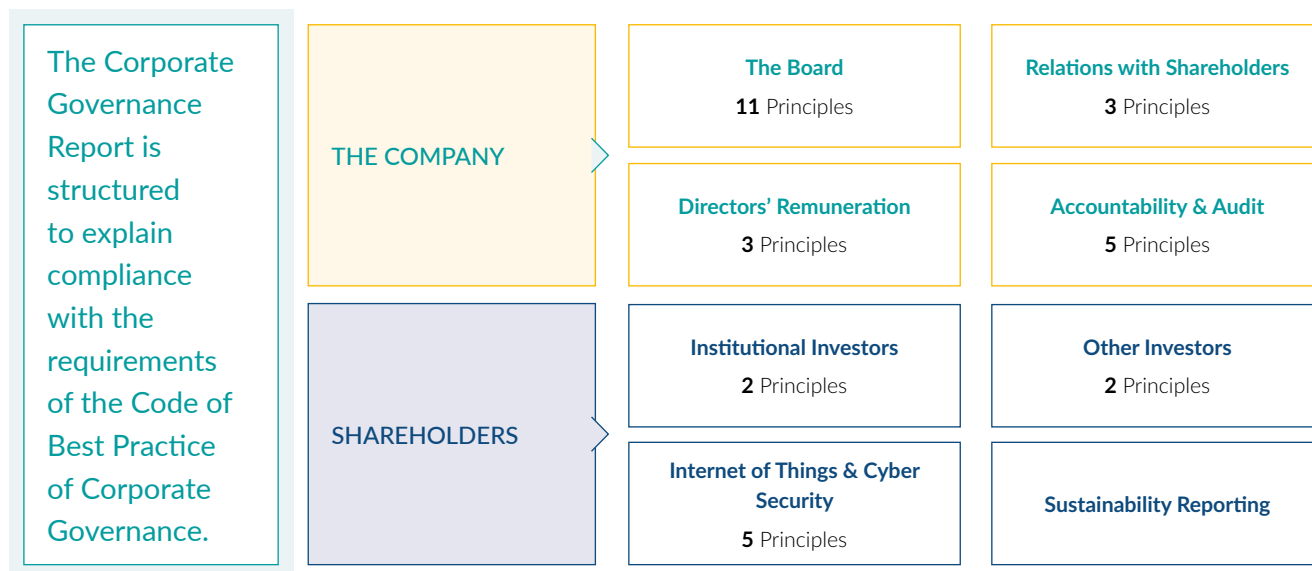 The Corporate
Governance
Report is
structured
to explain
compliance
with the
requirements
of the Code of
Best Practice
of Corporate
Governance.
THE COMPANY
The Board
11 Principles
Relations with Shareholders
3 Principles
Directors’ Remuneration
3 Principles
Accountability & Audit
5 Principles
SHAREHOLDERS
Institutional Investors
2 Principles
Other Investors
2 Principles
Internet of Things & Cyber
Security
5 Principles
Sustainability Reporting